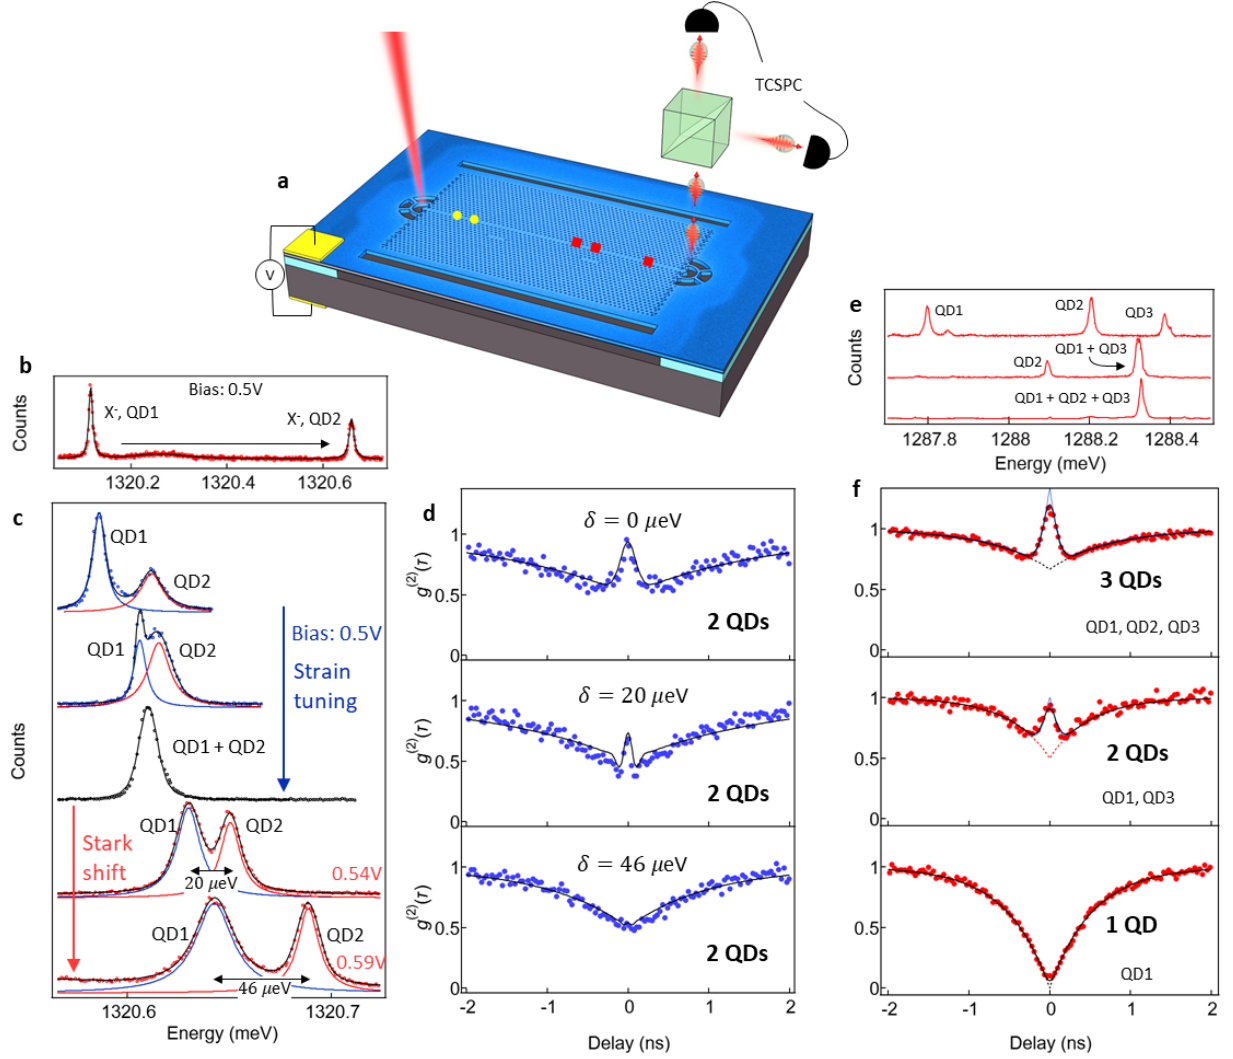 a
TCSPC
V
b
Counts
Bias: 0.5V
X⁻, QD1
X⁻, QD2
1320.2
1320.4
1320.6
c
Counts
QD1
QD2
QD1
QD2
Bias: 0.5V
Strain
tuning
QD1 + QD2
Stark
shift
QD1
QD2
20 μeV
0.54V
QD1
QD2
0.59V
46 μeV
1320.6
1320.7
Energy (meV)
d
δ = 0 μeV
1
g⁽²⁾(τ)
0.5
2 QDs
0
δ = 20 μeV
1
g⁽²⁾(τ)
0.5
2 QDs
0
δ = 46 μeV
1
g⁽²⁾(τ)
0.5
2 QDs
0
-2
-1
0
1
2
Delay (ns)
e
Counts
QD1
QD2
QD3
QD2
QD1 + QD3
QD1 + QD2 + QD3
1287.8
1288
1288.2
1288.4
Energy (meV)
f
1
0.5
3 QDs
QD1, QD2, QD3
0
1
0.5
2 QDs
QD1, QD3
0
1
0.5
1 QD
QD1
0
-2
-1
0
1
2
Delay (ns)